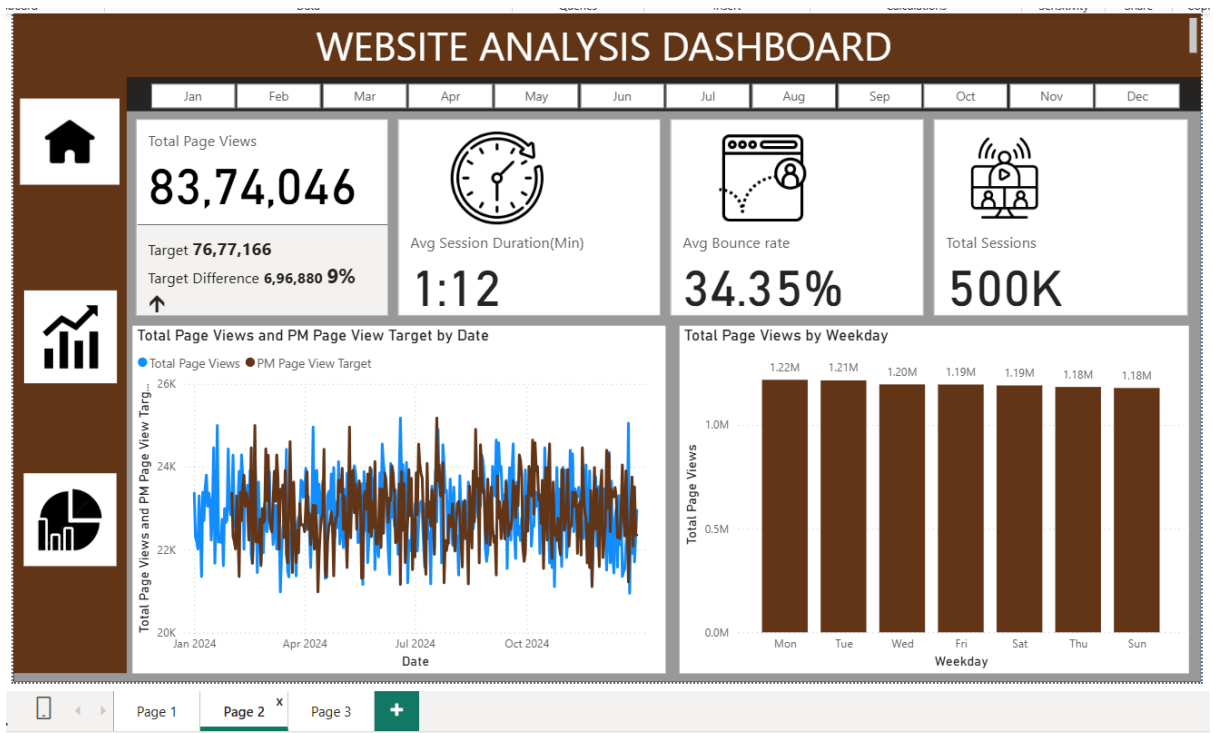 WEBSITE ANALYSIS DASHBOARD
Jan Feb Mar Apr May Jun Jul Aug Sep Oct Nov Dec
Total Page Views
83,74,046
Target 76,77,166
Target Difference 6,96,880 9%
↑
Avg Session Duration(Min)
1:12
Avg Bounce rate
34.35%
Total Sessions
500K
Total Page Views and PM Page View Target by Date
Total Page Views PM Page View Target
Total Page Views and PM Page View Targ...
26K
24K
22K
20K
Jan 2024 Apr 2024 Jul 2024 Oct 2024
Date
Total Page Views by Weekday
1.22M 1.21M 1.20M 1.19M 1.19M 1.18M 1.18M
Total Page Views
1.0M
0.5M
0.0M
Mon Tue Wed Fri Sat Thu Sun
Weekday
Page 1 Page 2 x Page 3 +